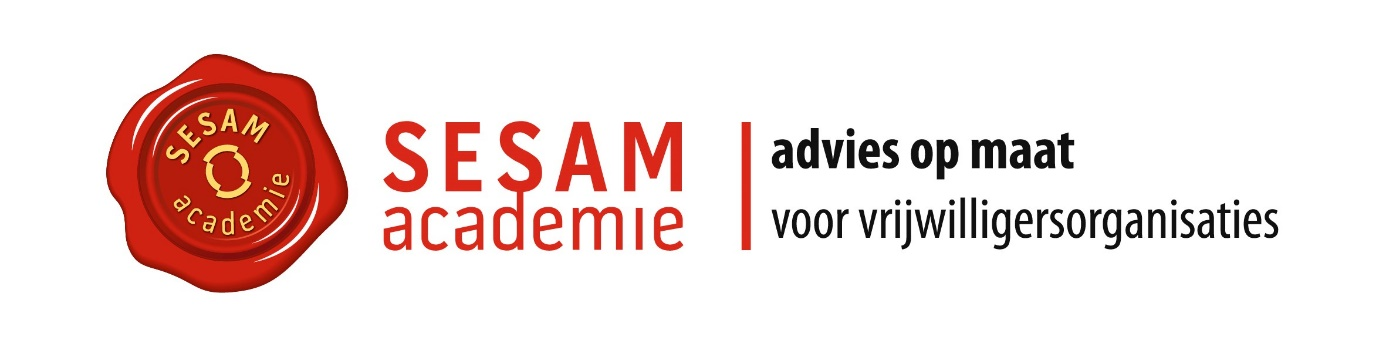 SESAM
academie
SESAM
academie
advies op maat
voor vrijwilligersorganisaties